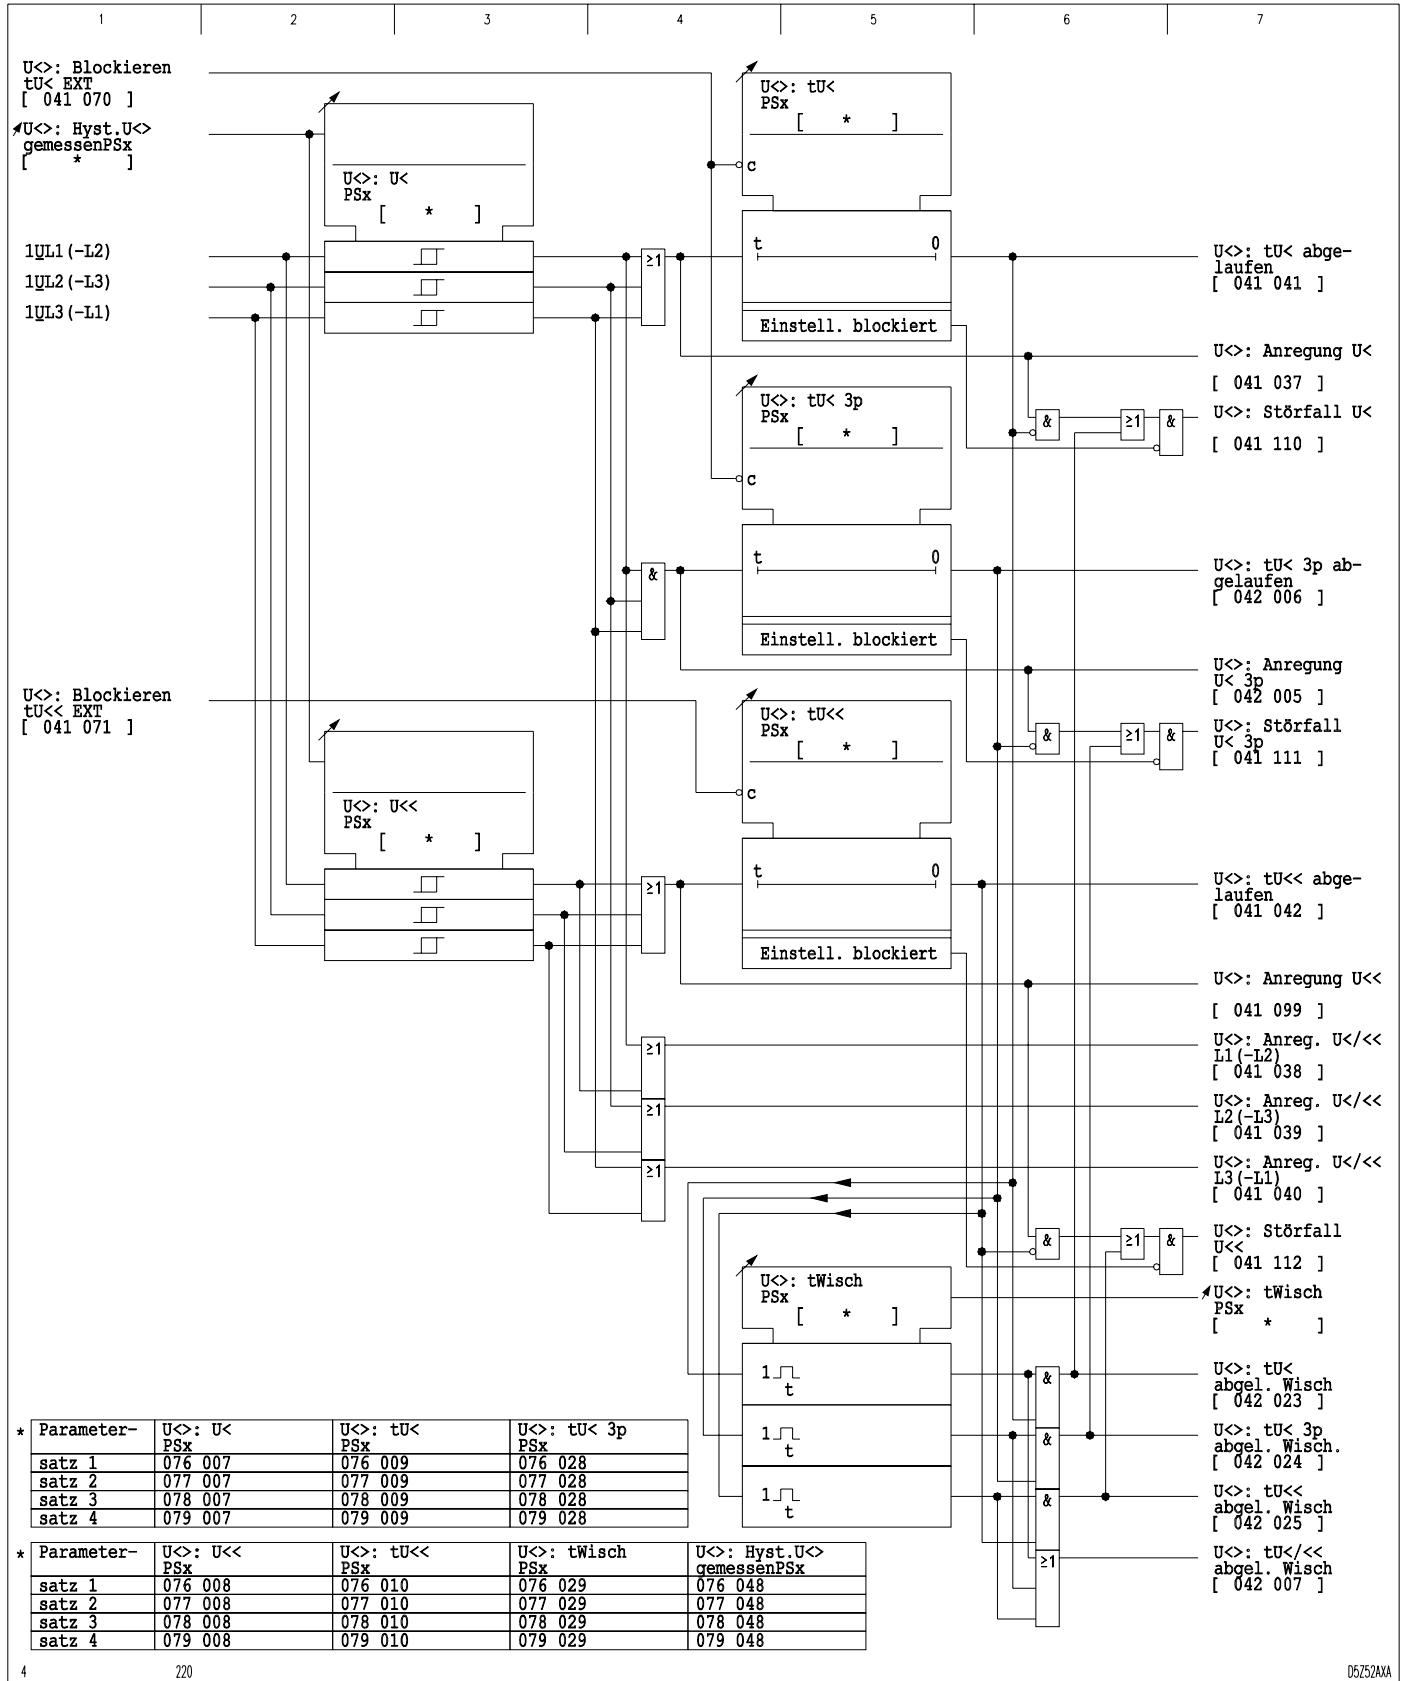 1 2 3 4 5 6 7
U<>: Blockieren
tU< EXT
[ 041 070 ]
U<>: Hyst.U<>
gemessenPSx
[ * ]
U<>: U<
PSx
[ * ]
1UL1(-L2)
1UL2(-L3)
1UL3(-L1)
≥1
U<>: tU<
PSx
[ * ]
c
t 0
Einstell. blockiert
U<>: tU< abge-
laufen
[ 041 041 ]
U<>: Anregung U<
[ 041 037 ]
& ≥1 &
U<>: Störfall U<
[ 041 110 ]
U<>: tU< 3p
PSx
[ * ]
c
&
t 0
Einstell. blockiert
U<>: tU< 3p ab-
gelaufen
[ 042 006 ]
U<>: Anregung
U< 3p
[ 042 005 ]
& ≥1 &
U<>: Störfall
U< 3p
[ 041 111 ]
U<>: Blockieren
tU<< EXT
[ 041 071 ]
U<>: U<<
PSx
[ * ]
≥1
U<>: tU<<
PSx
[ * ]
c
t 0
Einstell. blockiert
U<>: tU<< abge-
laufen
[ 041 042 ]
U<>: Anregung U<<
[ 041 099 ]
≥1
U<>: Anreg. U</<<
L1(-L2)
[ 041 038 ]
≥1
U<>: Anreg. U</<<
L2(-L3)
[ 041 039 ]
≥1
U<>: Anreg. U</<<
L3(-L1)
[ 041 040 ]
& ≥1 &
U<>: Störfall
U<<
[ 041 112 ]
U<>: tWisch
PSx
[ * ]
U<>: tWisch
PSx
[ * ]
1
t
&
U<>: tU<
abgel. Wisch
[ 042 023 ]
1
t
&
U<>: tU< 3p
abgel. Wisch.
[ 042 024 ]
1
t
&
U<>: tU<<
abgel. Wisch
[ 042 025 ]
≥1
U<>: tU</<<
abgel. Wisch
[ 042 007 ]
* Parameter- U<>: U< U<>: tU< U<>: tU< 3p
PSx PSx PSx
satz 1 076 007 076 009 076 028
satz 2 077 007 077 009 077 028
satz 3 078 007 078 009 078 028
satz 4 079 007 079 009 079 028
* Parameter- U<>: U<< U<>: tU<< U<>: tWisch U<>: Hyst.U<>
PSx PSx PSx gemessenPSx
satz 1 076 008 076 010 076 029 076 048
satz 2 077 008 077 010 077 029 077 048
satz 3 078 008 078 010 078 029 078 048
satz 4 079 008 079 010 079 029 079 048
4 220 D5Z52AXA